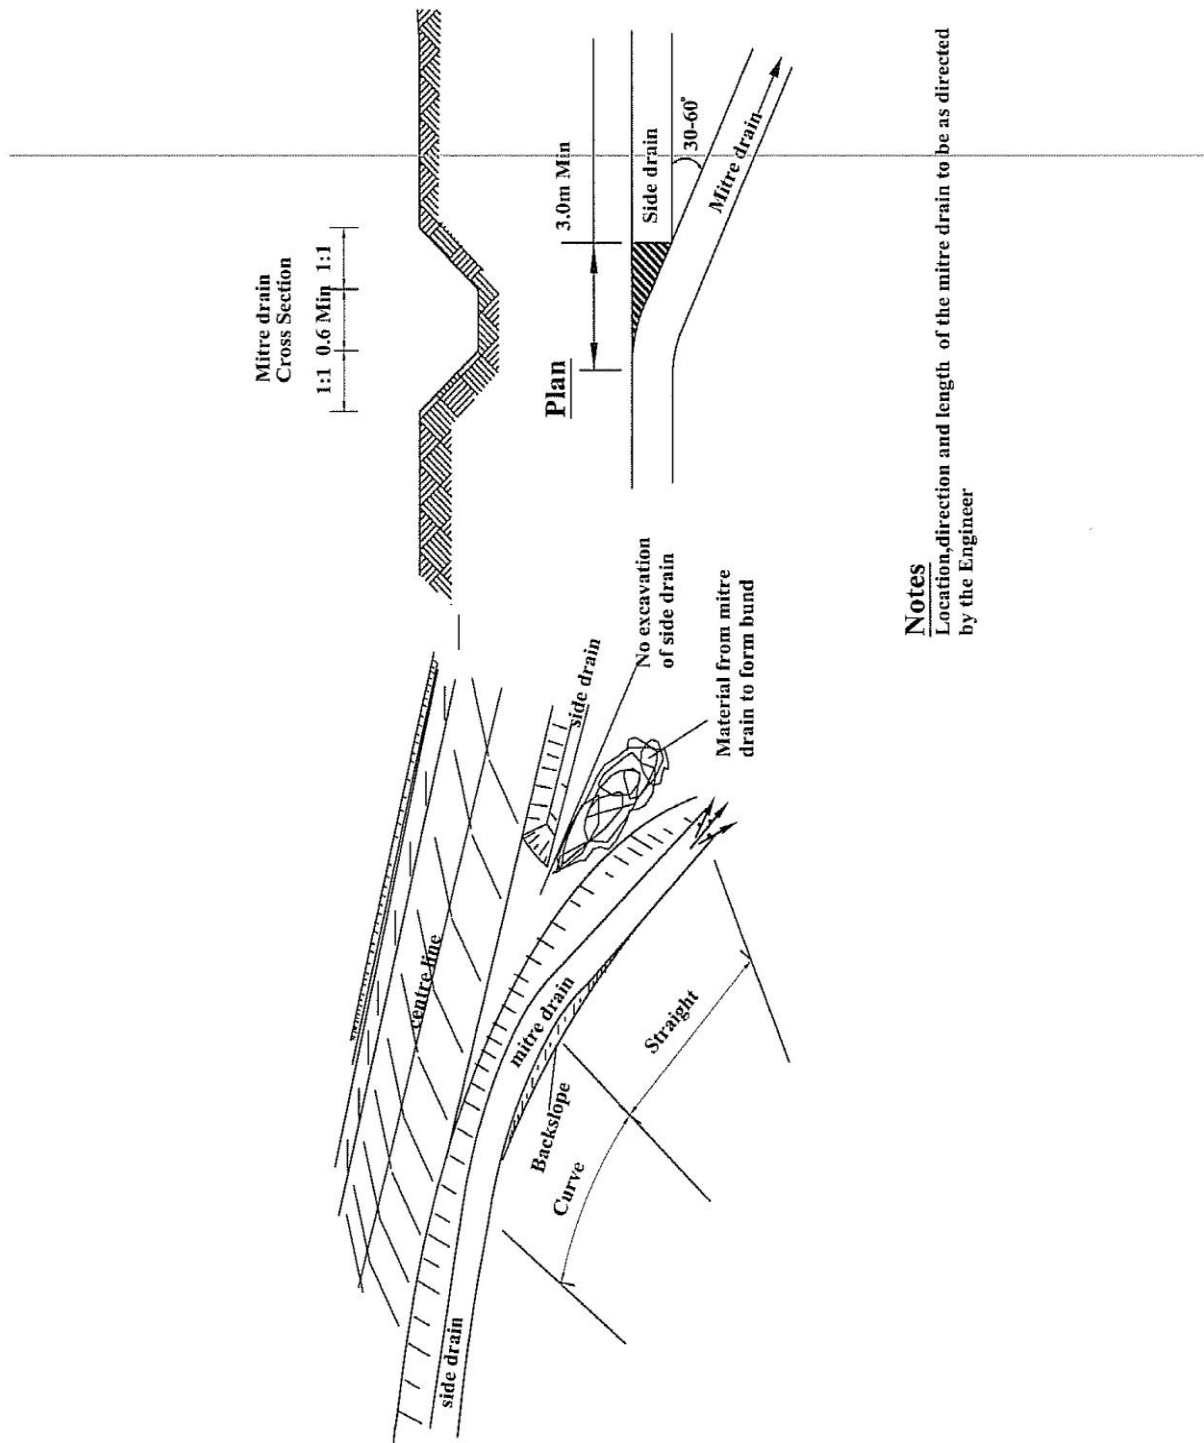 Mitre drain
Cross Section
1:1 0.6 Min 1:1
Plan
3.0m Min
Side drain
30-60°
Mitre drain
centre line
side drain
No excavation
of side drain
Material from mitre
drain to form bund
side drain
mitre drain
Backslope
Curve
Straight
Notes
Location,direction and length of the mitre drain to be as directed
by the Engineer